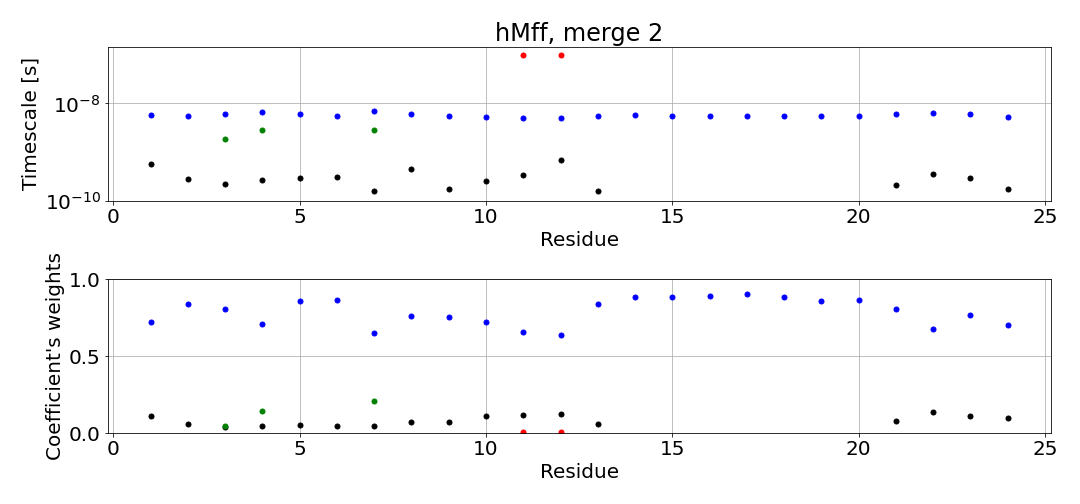 hMff, merge 2
Timescale [s]
10⁻⁸
10⁻¹⁰
0 5 10 15 20 25
Residue
Coefficient's weights
1.0
0.5
0.0
0 5 10 15 20 25
Residue